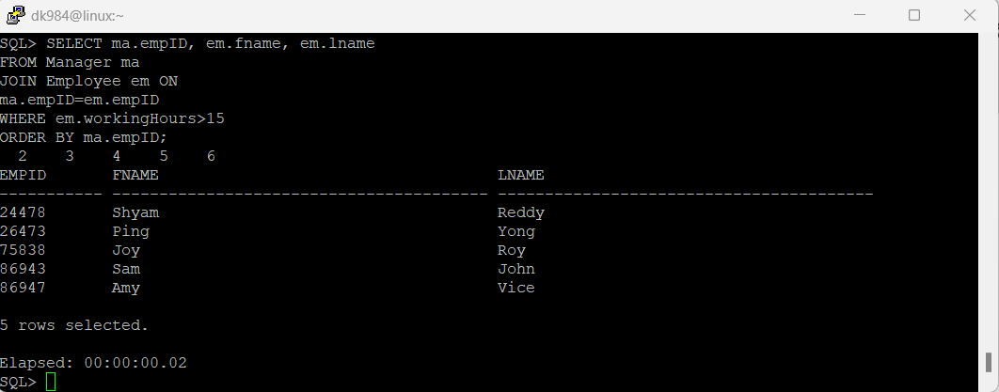 dk984@linux:~
SQL> SELECT ma.empID, em.fname, em.lname
FROM Manager ma
JOIN Employee em ON
ma.empID=em.empID
WHERE em.workingHours>15
ORDER BY ma.empID;
  2    3    4    5    6
EMPID       FNAME                                    LNAME
----------- ---------------------------------------- ----------------------------------------
24478       Shyam                                    Reddy
26473       Ping                                     Yong
75838       Joy                                      Roy
86943       Sam                                      John
86947       Amy                                      Vice
5 rows selected.
Elapsed: 00:00:00.02
SQL>